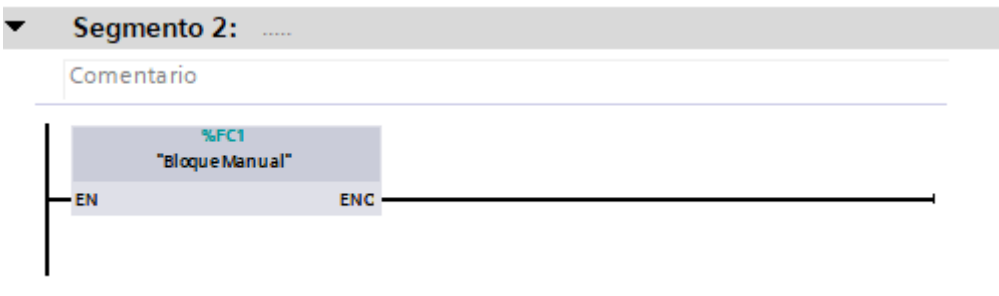 Segmento 2: .....
Comentario
%FC1
"BloqueManual"
EN ENO